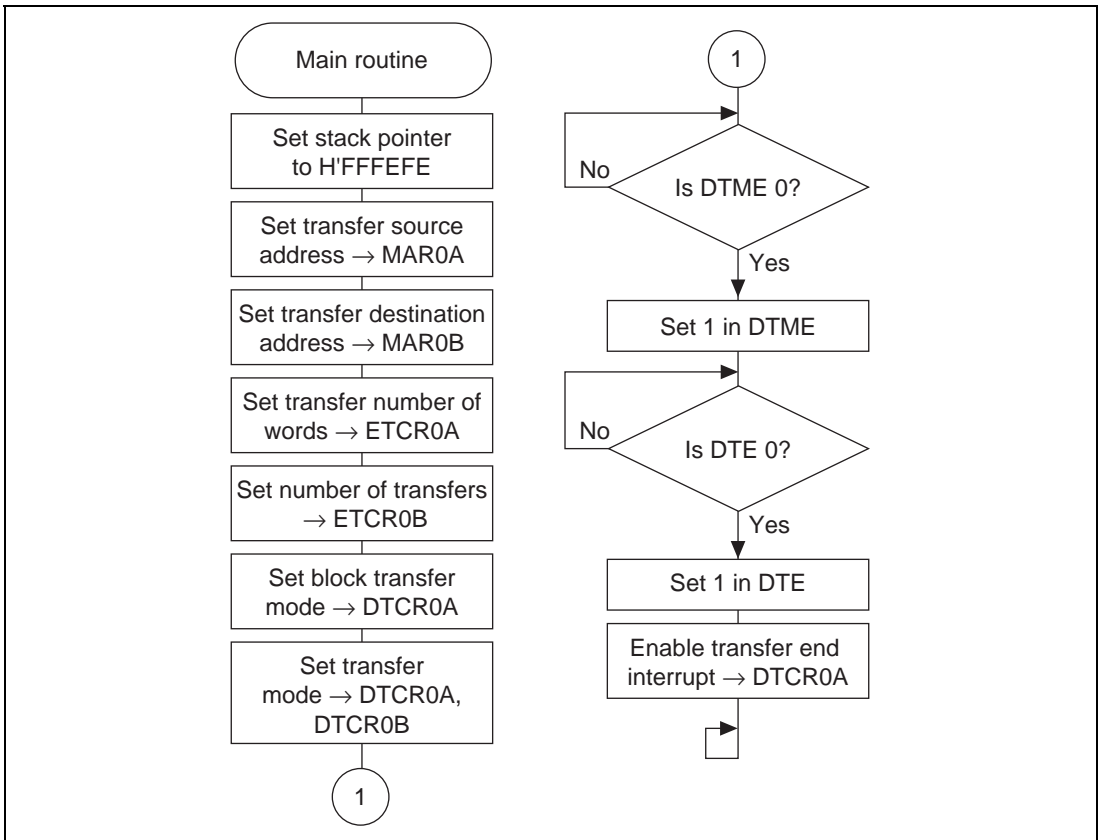 Main routine
Set stack pointer
to H'FFFEFE
Set transfer source
address → MAR0A
Set transfer destination
address → MAR0B
Set transfer number of
words → ETCR0A
Set number of transfers
→ ETCR0B
Set block transfer
mode → DTCR0A
Set transfer
mode → DTCR0A,
DTCR0B
1
1
Is DTME 0?
No
Yes
Set 1 in DTME
Is DTE 0?
No
Yes
Set 1 in DTE
Enable transfer end
interrupt → DTCR0A